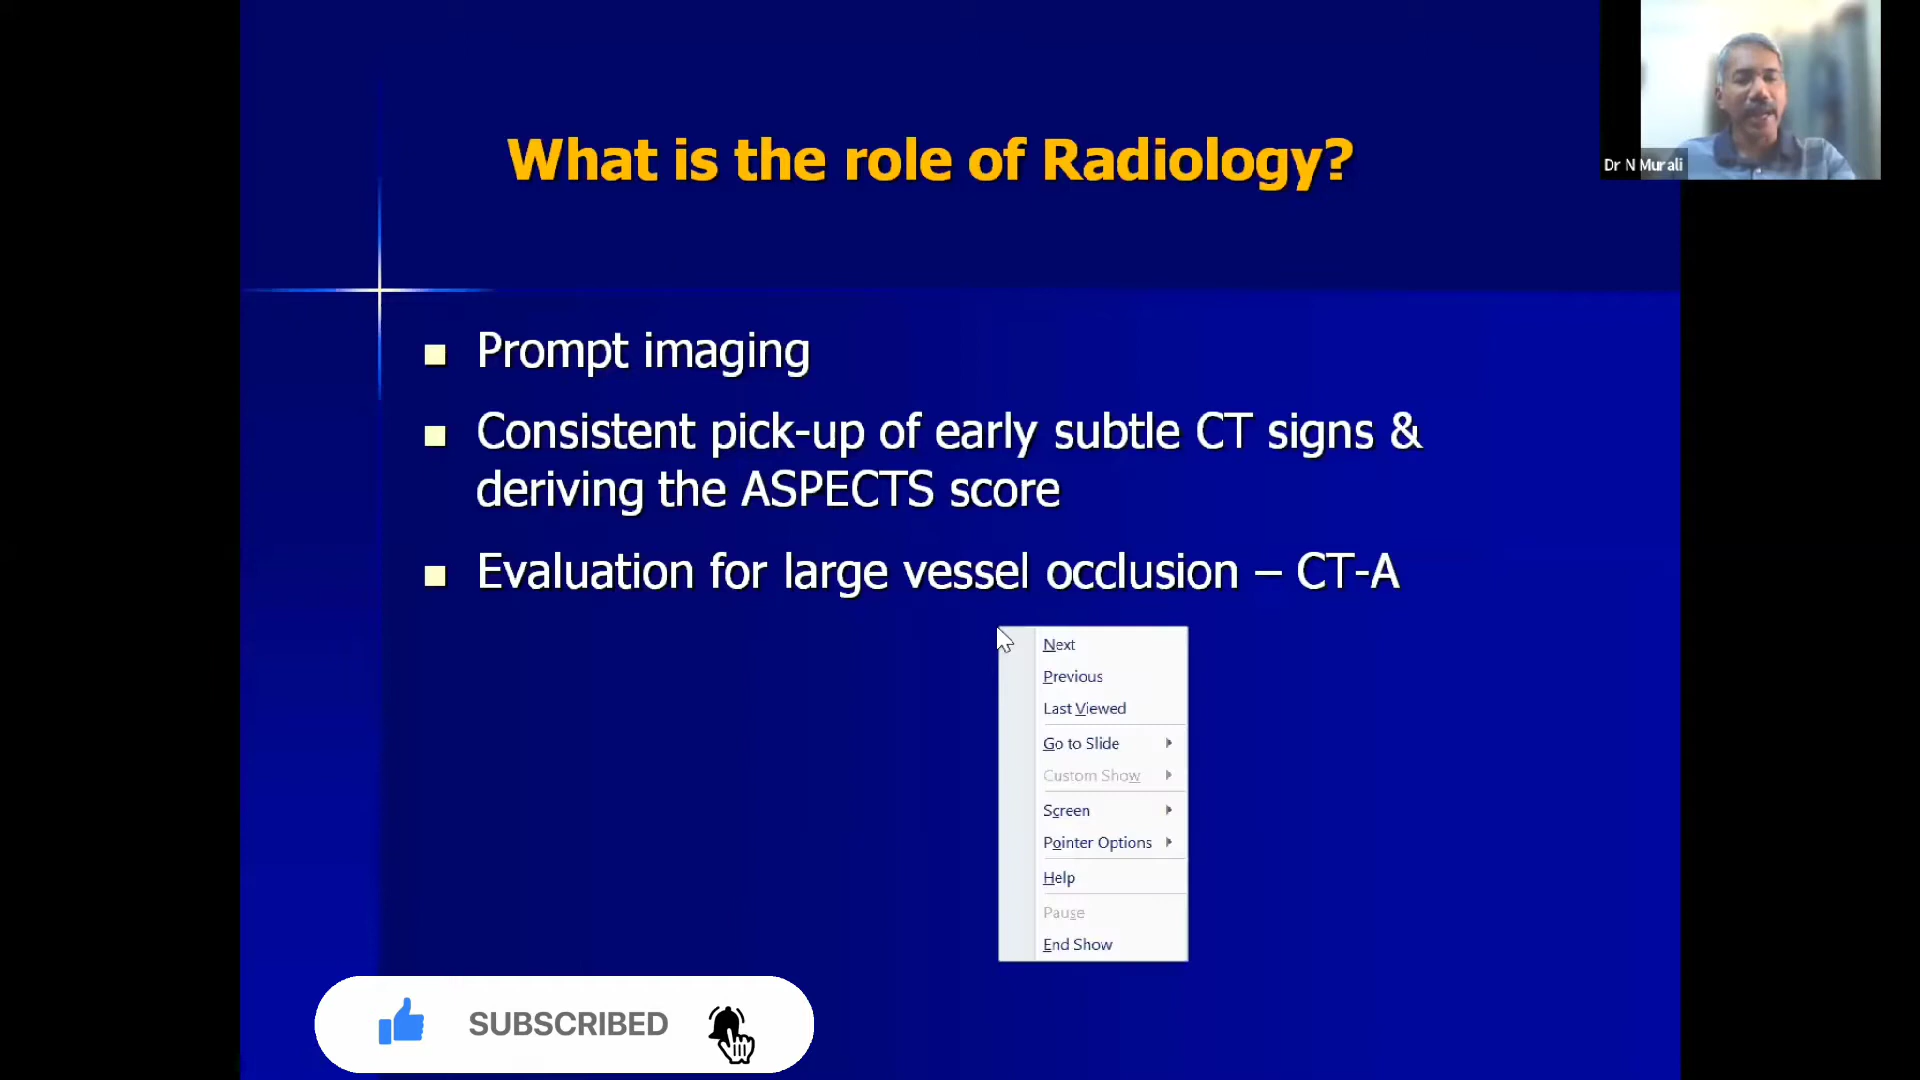 What is the role of Radiology?
Dr N Murali
Prompt imaging
Consistent pick-up of early subtle CT signs &
deriving the ASPECTS score
Evaluation for large vessel occlusion – CT-A
Next
Previous
Last Viewed
Go to Slide
Custom Show
Screen
Pointer Options
Help
Pause
End Show
SUBSCRIBED